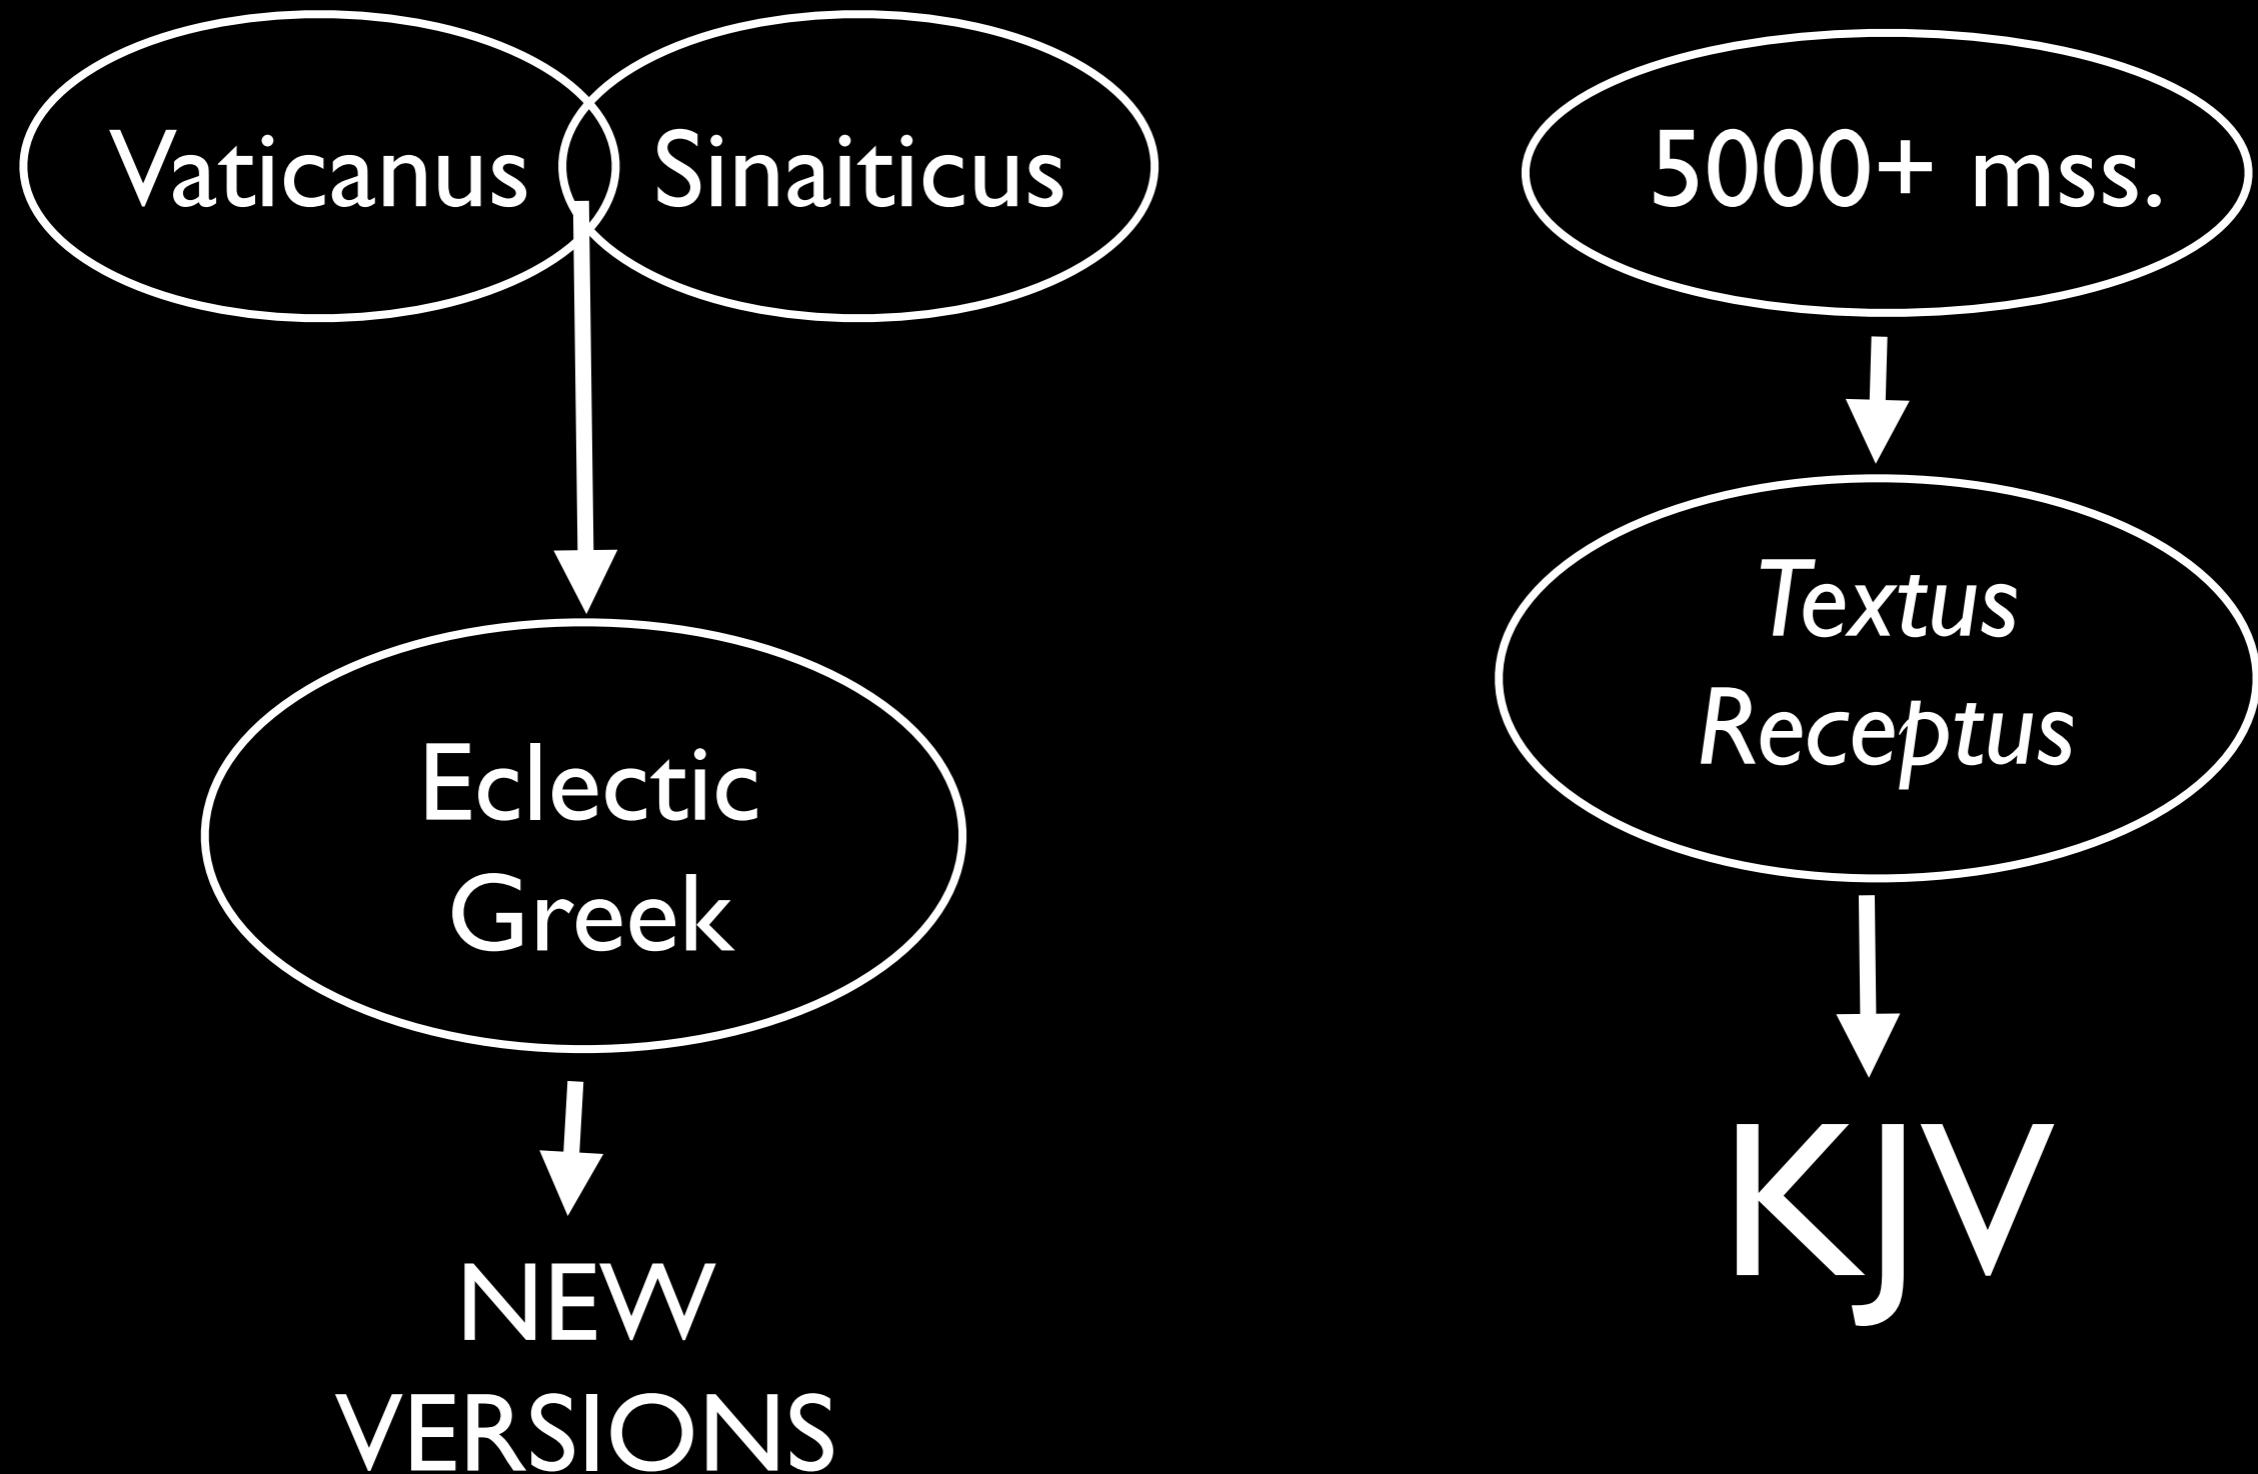 Vaticanus
Sinaiticus
5000+ mss.
Textus
Receptus
Eclectic
Greek
KJV
NEW
VERSIONS